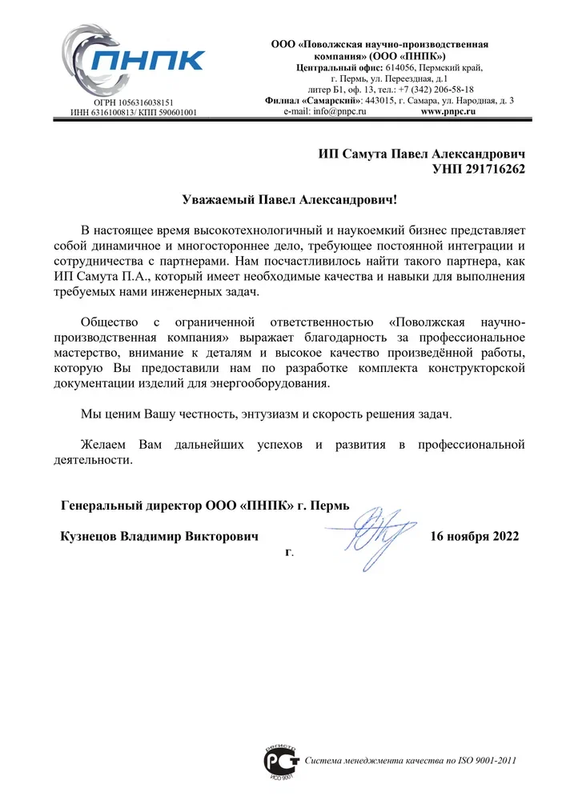 ПНПК
ОГРН 1056316038151
ИНН 6316100813/ КПП 590601001
ООО «Поволжская научно-производственная
компания» (ООО «ПНПК»)
Центральный офис: 614056, Пермский край,
г. Пермь, ул. Переездная, д.1
литер Б1, оф. 13, тел.: +7 (342) 206-58-18
Филиал «Самарский»: 443015, г. Самара, ул. Народная, д. 3
e-mail: info@pnpc.ru www.pnpc.ru
ИП Самута Павел Александрович
УНП 291716262
Уважаемый Павел Александрович!
В настоящее время высокотехнологичный и наукоемкий бизнес представляет
собой динамичное и многостороннее дело, требующее постоянной интеграции и
сотрудничества с партнерами. Нам посчастливилось найти такого партнера, как
ИП Самута П.А., который имеет необходимые качества и навыки для выполнения
требуемых нами инженерных задач.
Общество с ограниченной ответственностью «Поволжская научно-
производственная компания» выражает благодарность за профессиональное
мастерство, внимание к деталям и высокое качество произведённой работы,
которую Вы предоставили нам по разработке комплекта конструкторской
документации изделий для энергооборудования.
Мы ценим Вашу честность, энтузиазм и скорость решения задач.
Желаем Вам дальнейших успехов и развития в профессиональной
деятельности.
Генеральный директор ООО «ПНПК» г. Пермь
Кузнецов Владимир Викторович 16 ноября 2022
г.
РСТ
ИСО 9001
Система менеджмента качества по ISO 9001-2011